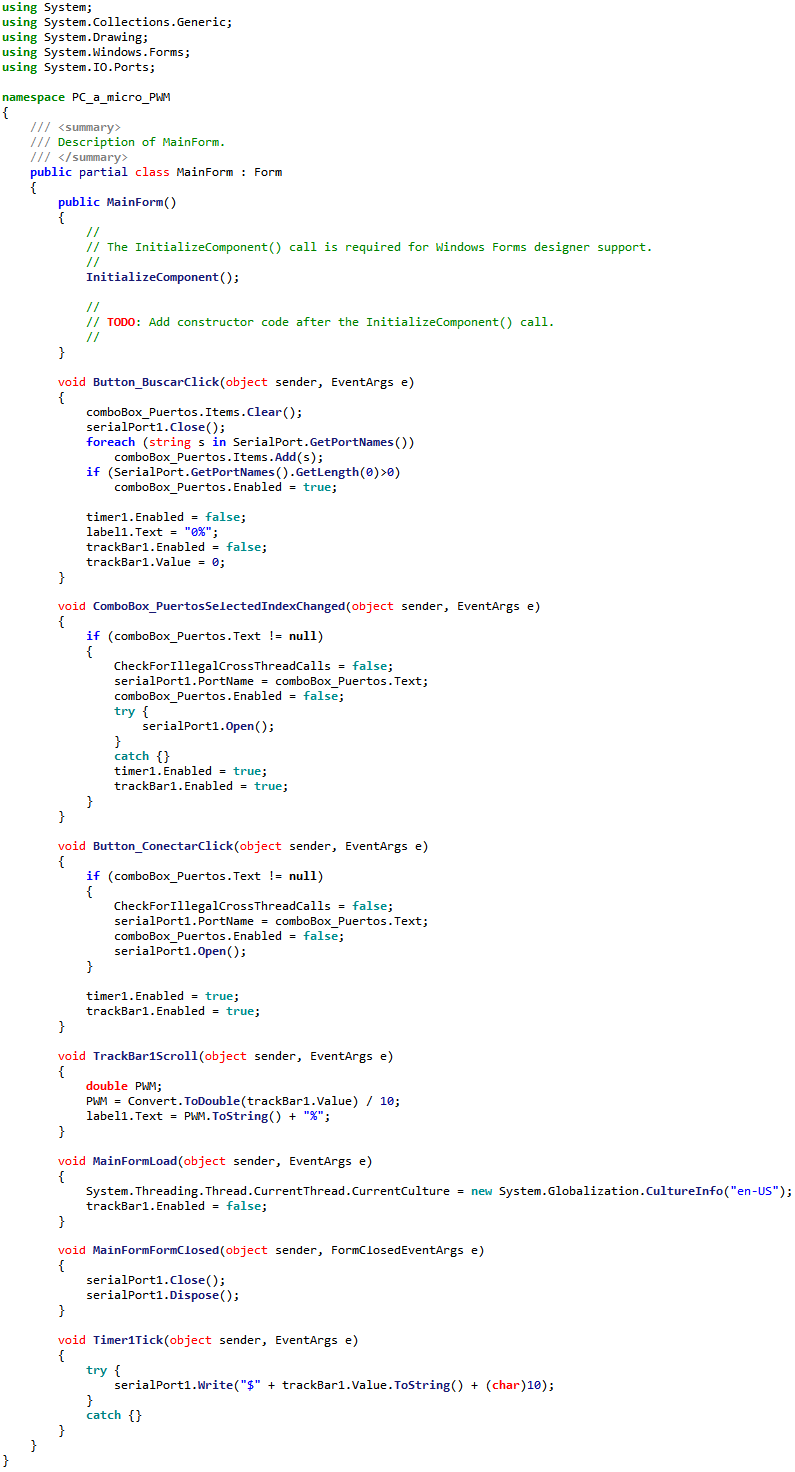 using System;
using System.Collections.Generic;
using System.Drawing;
using System.Windows.Forms;
using System.IO.Ports;

namespace PC_a_micro_PWM
{
    /// <summary>
    /// Description of MainForm.
    /// </summary>
    public partial class MainForm : Form
    {
        public MainForm()
        {
            //
            // The InitializeComponent() call is required for Windows Forms designer support.
            //
            InitializeComponent();

            //
            // TODO: Add constructor code after the InitializeComponent() call.
            //
        }

        void Button_BuscarClick(object sender, EventArgs e)
        {
            comboBox_Puertos.Items.Clear();
            serialPort1.Close();
            foreach (string s in SerialPort.GetPortNames())
                comboBox_Puertos.Items.Add(s);
            if (SerialPort.GetPortNames().GetLength(0)>0)
                comboBox_Puertos.Enabled = true;

            timer1.Enabled = false;
            label1.Text = "0%";
            trackBar1.Enabled = false;
            trackBar1.Value = 0;
        }

        void ComboBox_PuertosSelectedIndexChanged(object sender, EventArgs e)
        {
            if (comboBox_Puertos.Text != null)
            {
                CheckForIllegalCrossThreadCalls = false;
                serialPort1.PortName = comboBox_Puertos.Text;
                comboBox_Puertos.Enabled = false;
                try {
                    serialPort1.Open();
                }
                catch {}
                timer1.Enabled = true;
                trackBar1.Enabled = true;
            }
        }

        void Button_ConectarClick(object sender, EventArgs e)
        {
            if (comboBox_Puertos.Text != null)
            {
                CheckForIllegalCrossThreadCalls = false;
                serialPort1.PortName = comboBox_Puertos.Text;
                comboBox_Puertos.Enabled = false;
                serialPort1.Open();
            }

            timer1.Enabled = true;
            trackBar1.Enabled = true;
        }

        void TrackBar1Scroll(object sender, EventArgs e)
        {
            double PWM;
            PWM = Convert.ToDouble(trackBar1.Value) / 10;
            label1.Text = PWM.ToString() + "%";
        }

        void MainFormLoad(object sender, EventArgs e)
        {
            System.Threading.Thread.CurrentThread.CurrentCulture = new System.Globalization.CultureInfo("en-US");
            trackBar1.Enabled = false;
        }

        void MainFormFormClosed(object sender, FormClosedEventArgs e)
        {
            serialPort1.Close();
            serialPort1.Dispose();
        }

        void Timer1Tick(object sender, EventArgs e)
        {
            try {
                serialPort1.Write("$" + trackBar1.Value.ToString() + (char)10);
            }
            catch {}
        }
    }
}